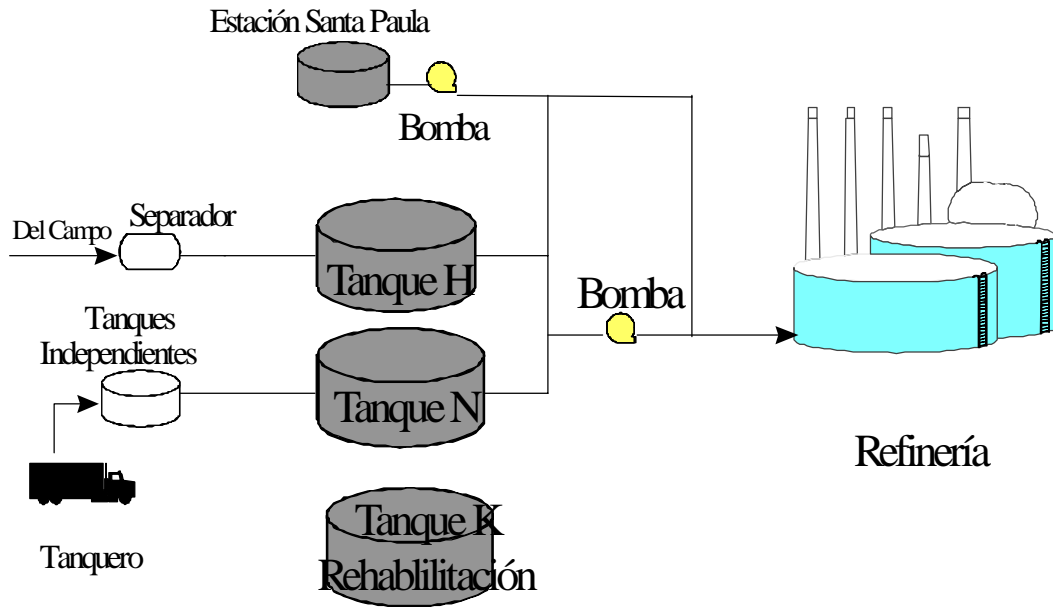 Estación Santa Paula
Bomba
Del Campo
Separador
Tanque H
Bomba
Tanques
Independientes
Tanque N
Refinería
Tanquero
Tanque K
Rehablilitación